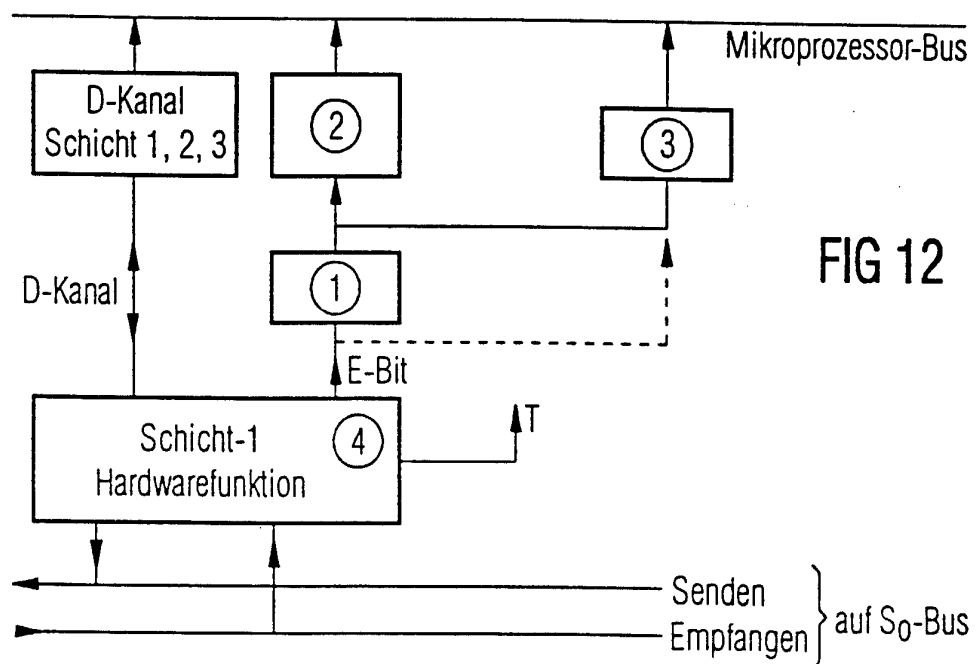 Mikroprozessor-Bus
D-Kanal
Schicht 1, 2, 3
2
3
FIG 12
1
D-Kanal
E-Bit
T
4
Schicht-1
Hardwarefunktion
Senden
Empfangen
auf S₀-Bus